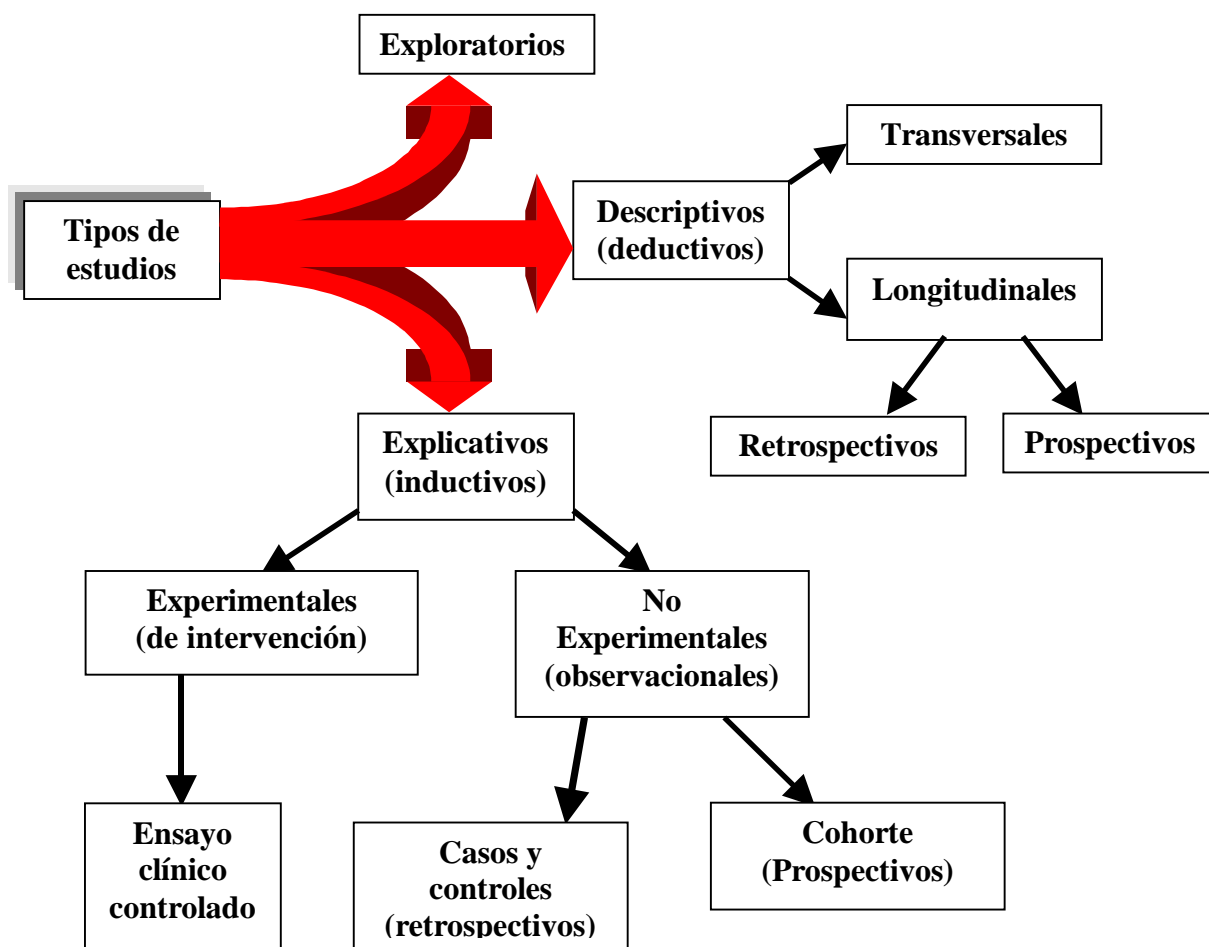 Exploratorios
Tipos de
estudios
Descriptivos
(deductivos)
Transversales
Longitudinales
Retrospectivos
Prospectivos
Explicativos
(inductivos)
Experimentales
(de intervención)
No
Experimentales
(observacionales)
Ensayo
clínico
controlado
Casos y
controles
(retrospectivos)
Cohorte
(Prospectivos)